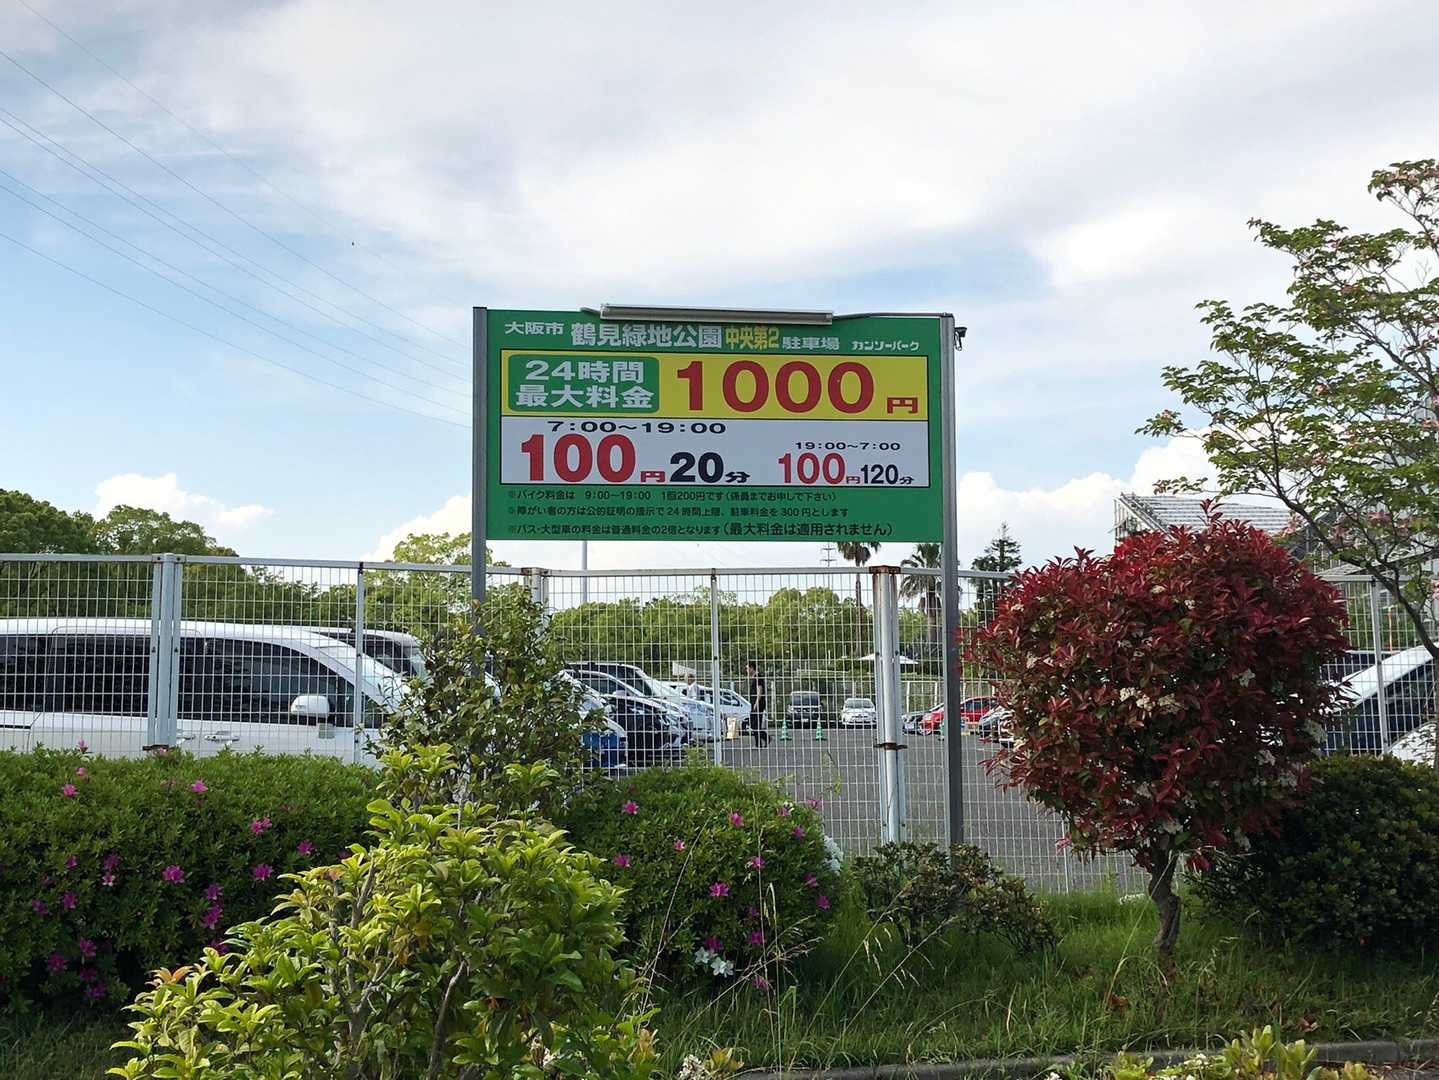 大阪市 鶴見緑地公園 中央第2 駐車場 カンソーパーク
24時間
最大料金 1000円
7:00～19:00
100円20分
19:00～7:00
100円120分
※バイク料金は 9:00～19:00 1回200円です(係員までお申し下さい)
※障がい者の方は公的証明の提示で24時間上限、駐車料金を300円とします
※バス・大型車の料金は普通料金の2倍となります(最大料金は適用されません)